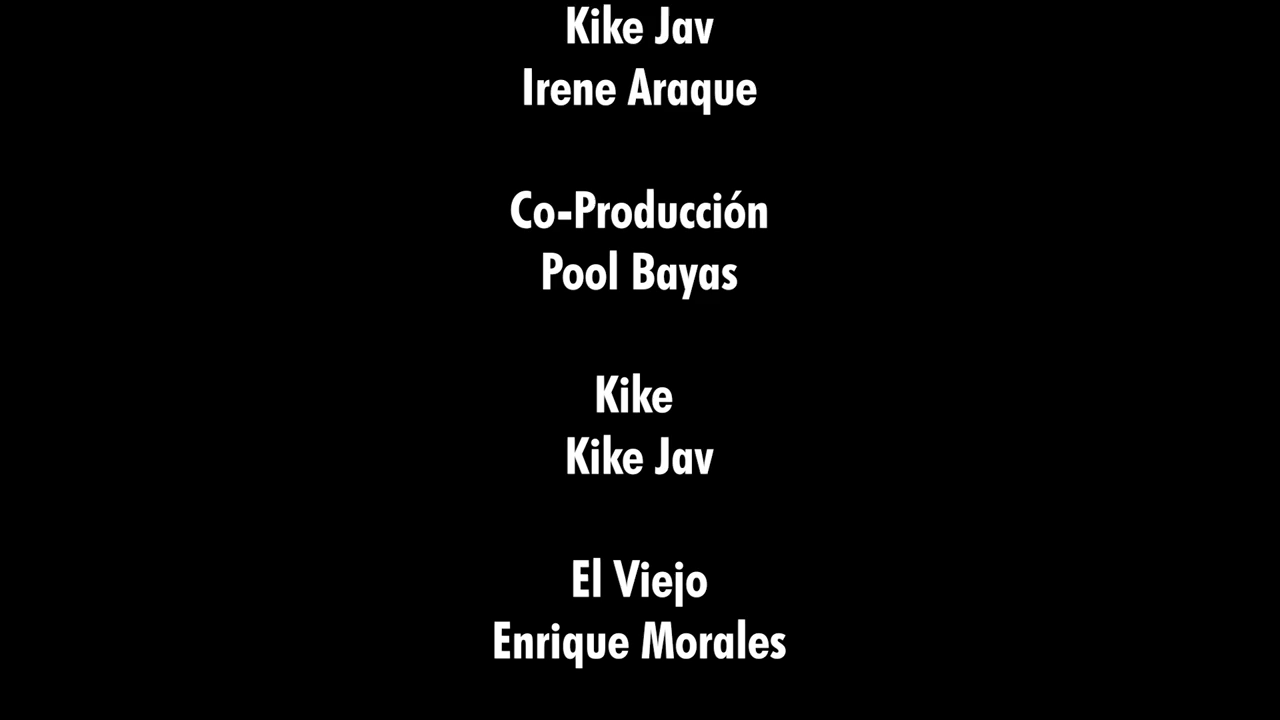 Kike Jav
Irene Araque
Co-Producción
Pool Bayas
Kike
Kike Jav
El Viejo
Enrique Morales